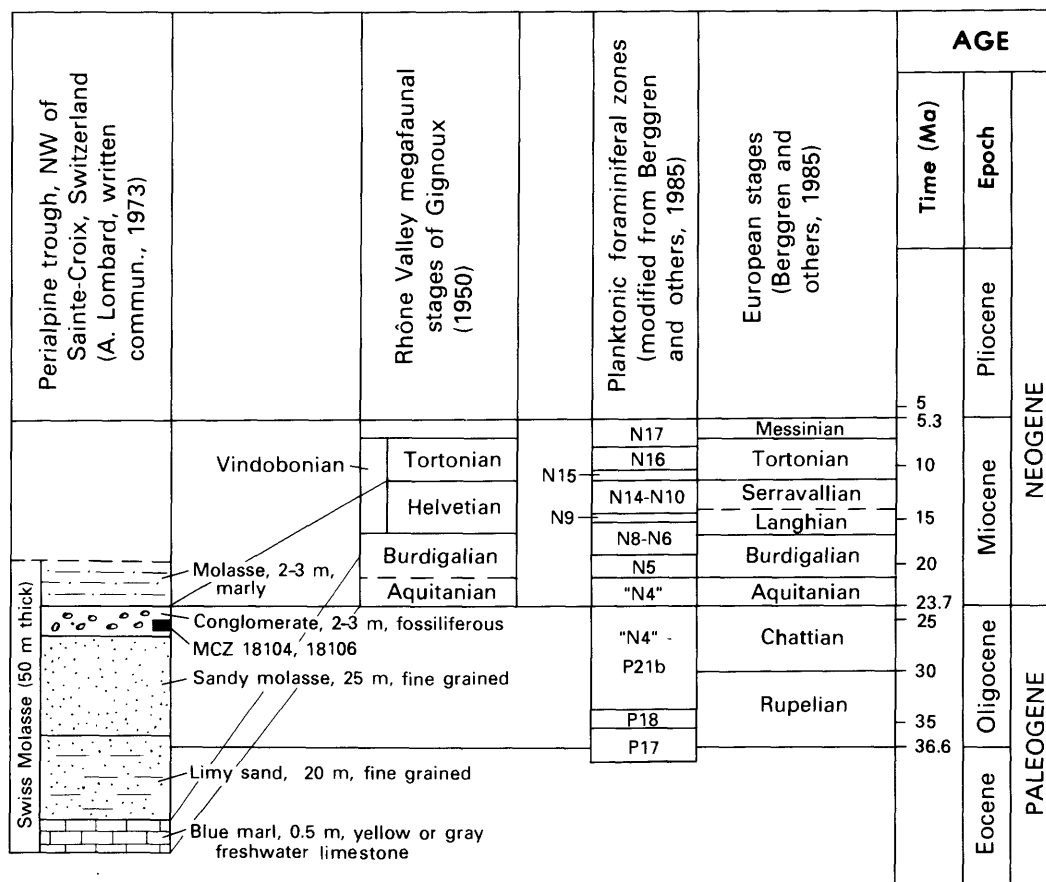 Perialpine trough, NW of
Sainte-Croix, Switzerland
(A. Lombard, written
commun., 1973)
Rhône Valley megafaunal
stages of Gignoux
(1950)
Planktonic foraminiferal zones
(modified from Berggren
and others, 1985)
European stages
(Berggren and
others, 1985)
AGE
Time (Ma)
Epoch
Pliocene
Miocene
Oligocene
Eocene
NEOGENE
PALEOGENE
5
5.3
10
15
20
23.7
25
30
35
36.6
Vindobonian
Tortonian
Helvetian
Burdigalian
Aquitanian
N17
N16
N15
N14-N10
N9
N8-N6
N5
"N4"
"N4" -
P21b
P18
P17
Messinian
Tortonian
Serravallian
Langhian
Burdigalian
Aquitanian
Chattian
Rupelian
Swiss Molasse (50 m thick)
Molasse, 2-3 m,
marly
Conglomerate, 2-3 m, fossiliferous
MCZ 18104, 18106
Sandy molasse, 25 m, fine grained
Limy sand, 20 m, fine grained
Blue marl, 0.5 m, yellow or gray
freshwater limestone